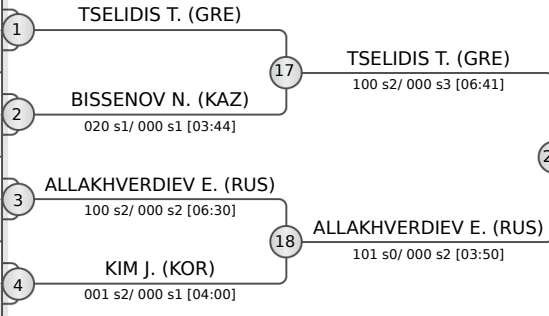 TSELIDIS T. (GRE)
1
17
TSELIDIS T. (GRE)
100 s2/ 000 s3 [06:41]
2
BISSENOV N. (KAZ)
020 s1/ 000 s1 [03:44]
3
ALLAKHVERDIEV E. (RUS)
100 s2/ 000 s2 [06:30]
18
ALLAKHVERDIEV E. (RUS)
101 s0/ 000 s2 [03:50]
4
KIM J. (KOR)
001 s2/ 000 s1 [04:00]